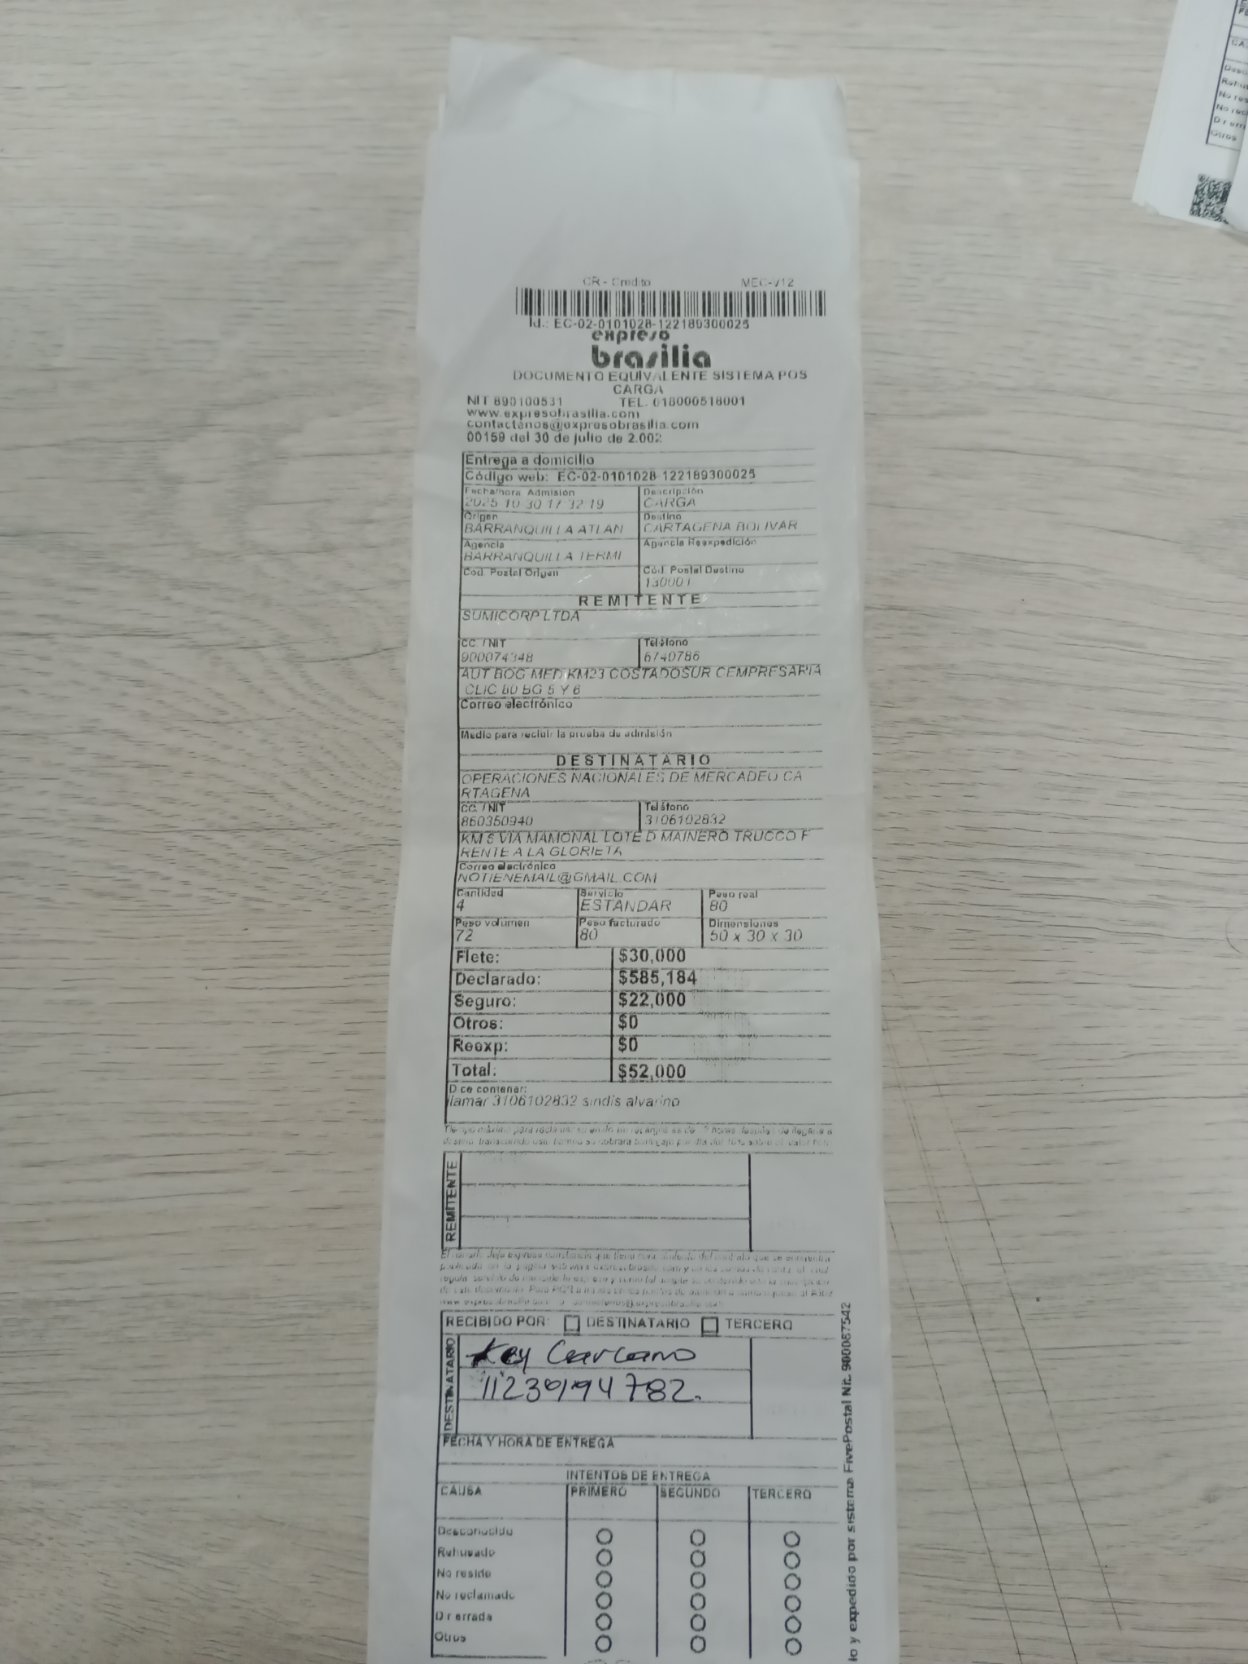 CR - Credito MEC-V12
Id.: EC-02-0101028-122189300025
expreso
brasilia
DOCUMENTO EQUIVALENTE SISTEMA POS
CARGA
NIT 890100531 TEL. 018000518001
www.expresobrasilia.com
contactenos@expresobrasilia.com
00159 del 30 de julio de 2.002
Entrega a domicilio
Código web: EC-02-0101028-122189300025
Fecha/hora Admisión Descripción
2025-10-30 17:32:19 CARGA
Origen Destino
BARRANQUILLA ATLAN CARTAGENA BOLIVAR
Agencia Agencia Reexpedición
BARRANQUILLA TERMI
Cod. Postal Origen Cód. Postal Destino
130001
REMITENTE
SUMICORP LTDA
CC. / NIT Teléfono
900074348 6740786
AUT BOG MED KM23 COSTADOSUR CEMPRESARIA
CLIC 80 BG 5 Y 6
Correo electrónico
Medio para recibir la prueba de admisión
DESTINATARIO
OPERACIONES NACIONALES DE MERCADEO CA
RTAGENA
CC. / NIT Teléfono
860350940 3106102832
KM 6 VIA MAMONAL LOTE D MAINERO TRUCCO F
RENTE A LA GLORIETA
Correo electrónico
NOTIENEMAIL@GMAIL.COM
Cantidad Servicio Peso real
4 ESTANDAR 80
Peso volúmen Peso facturado Dimensiones
72 80 50 x 30 x 30
Flete: $30,000
Declarado: $585,184
Seguro: $22,000
Otros: $0
Reexp: $0
Total: $52,000
Dice contener:
llamar 3106102832 sindis alvarino
REMITENTE
RECIBIDO POR: DESTINATARIO TERCERO
DESTINATARIO
Key Carcamo
FECHA Y HORA DE ENTREGA
INTENTOS DE ENTREGA
CAUSA PRIMERO SEGUNDO TERCERO
Desconocido
Rehusado
No reside
No reclamado
Dir errada
Otros
lo y expedido por sistema FivePostal Nit. 900087542